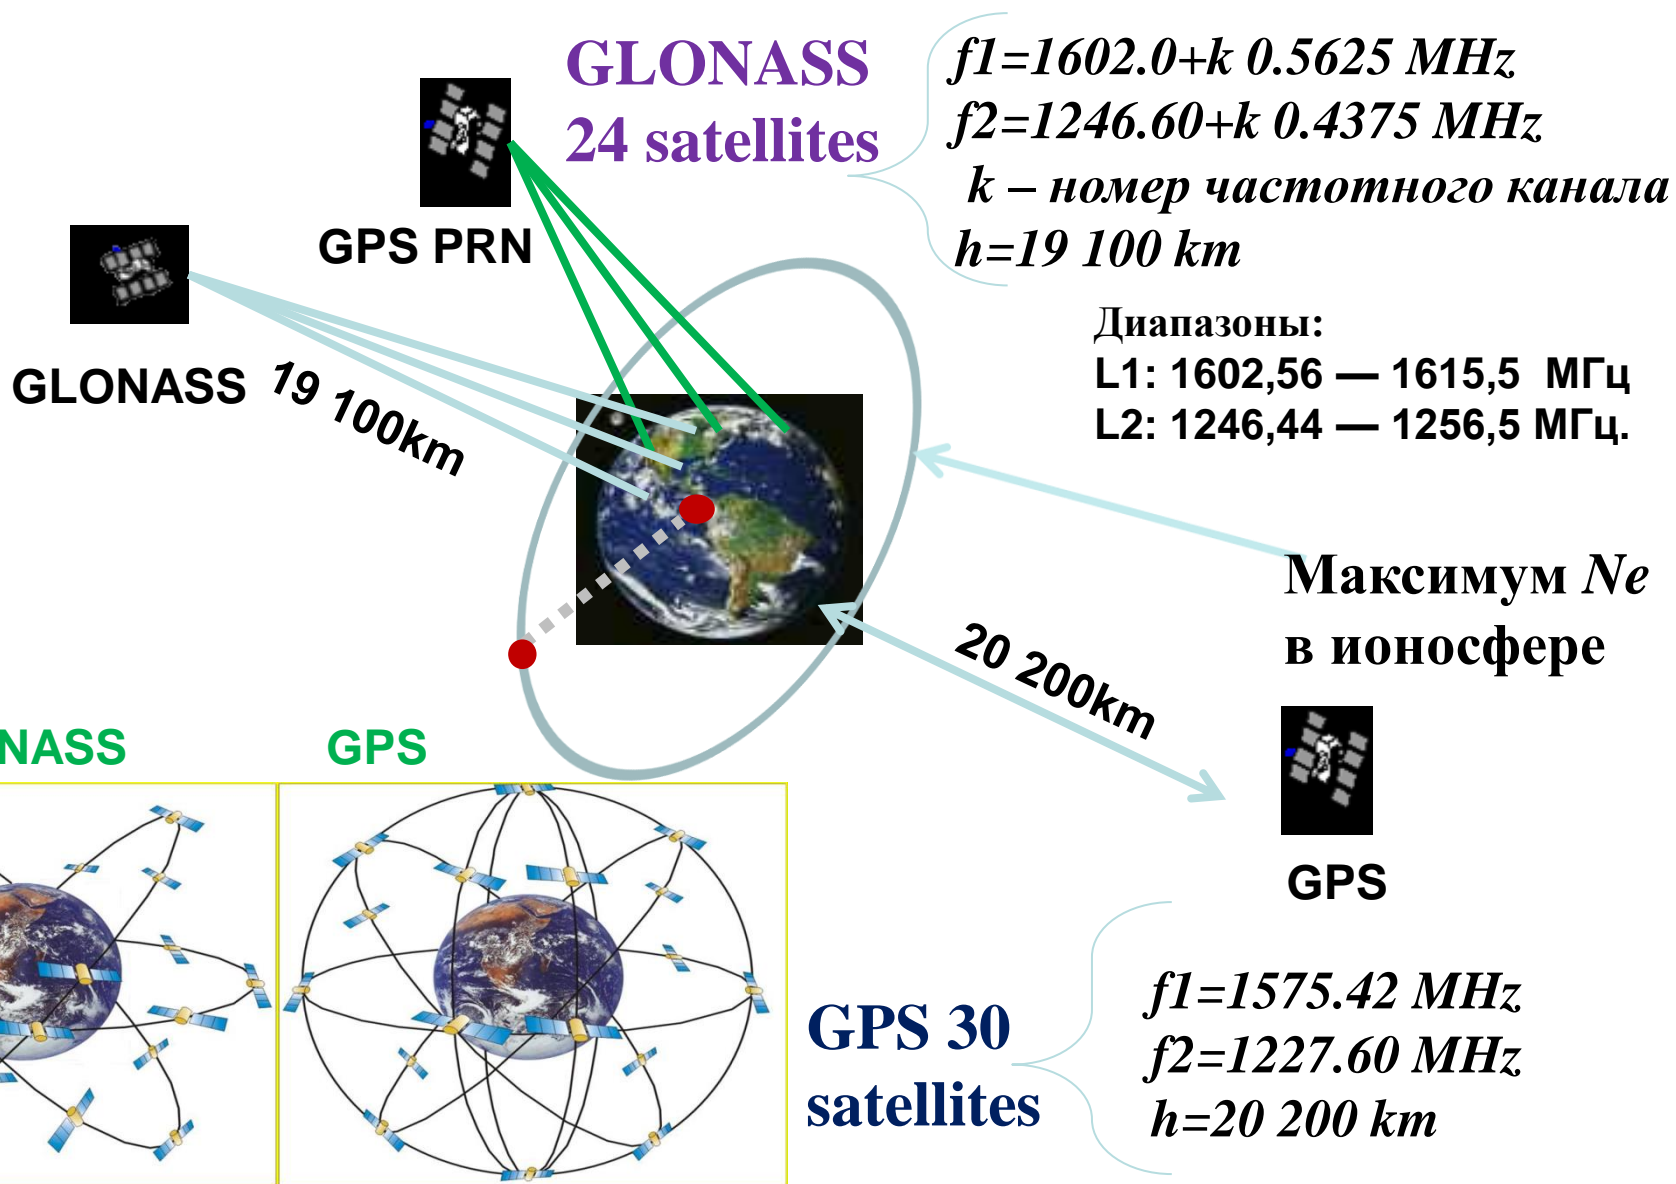 GLONASS
24 satellites
f1=1602.0+k 0.5625 MHz
f2=1246.60+k 0.4375 MHz
k – номер частотного канала
h=19 100 km
GPS PRN
GLONASS
19 100km
Диапазоны:
L1: 1602,56 — 1615,5 МГц
L2: 1246,44 — 1256,5 МГц.
Максимум Ne
в ионосфере
20 200km
GPS
NASS
GPS
GPS 30
satellites
f1=1575.42 MHz
f2=1227.60 MHz
h=20 200 km